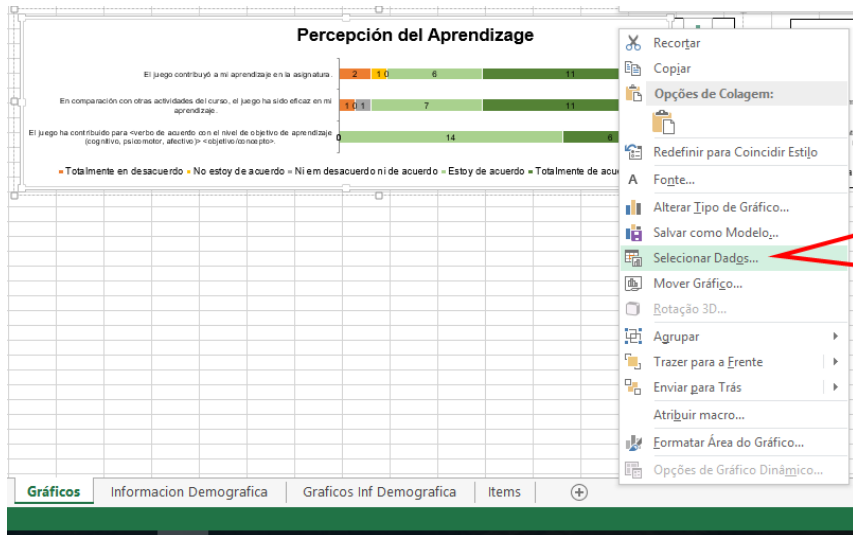 Percepción del Aprendizage
El juego contribuyó a mi aprendizaje en la asignatura.
2 1 0 6 11
En comparación con otras actividades del curso, el juego ha sido eficaz en mi
aprendizaje.
1 0 1 7 11
El juego ha contribuido para <verbo de acuerdo con el nivel de objetivo de aprendizaje
(cognitivo, psicomotor, afectivo)> <objetivo/concepto>.
0 14 6
Totalmente en desacuerdo No estoy de acuerdo Ni em desacuerdo ni de acuerdo Estoy de acuerdo Totalmente de acu
Recortar
Copiar
Opções de Colagem:
Redefinir para Coincidir Estilo
Fonte...
Alterar Tipo de Gráfico...
Salvar como Modelo...
Selecionar Dados...
Mover Gráfico...
Rotação 3D...
Agrupar
Trazer para a Frente
Enviar para Trás
Atribuir macro...
Formatar Área do Gráfico...
Opções de Gráfico Dinâmico...
Gráficos Informacion Demografica Graficos Inf Demografica Items